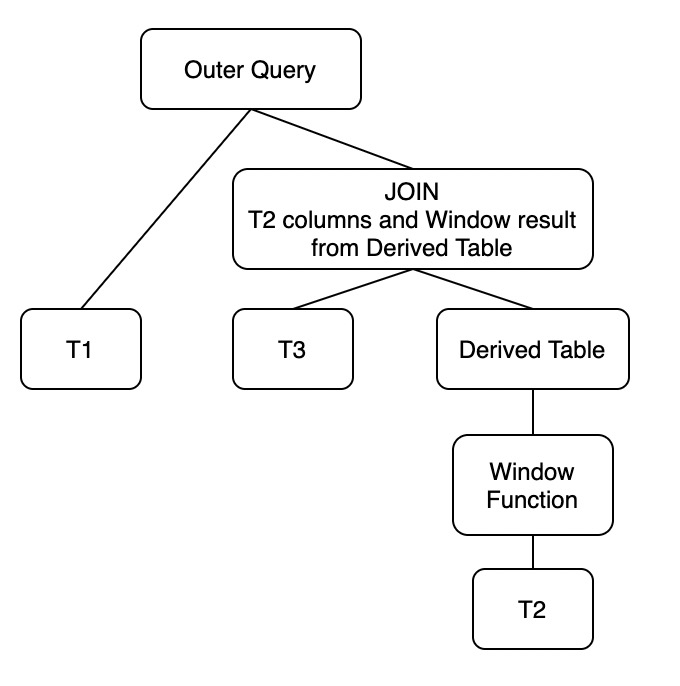 Outer Query
JOIN
T2 columns and Window result
from Derived Table
T1
T3
Derived Table
Window
Function
T2